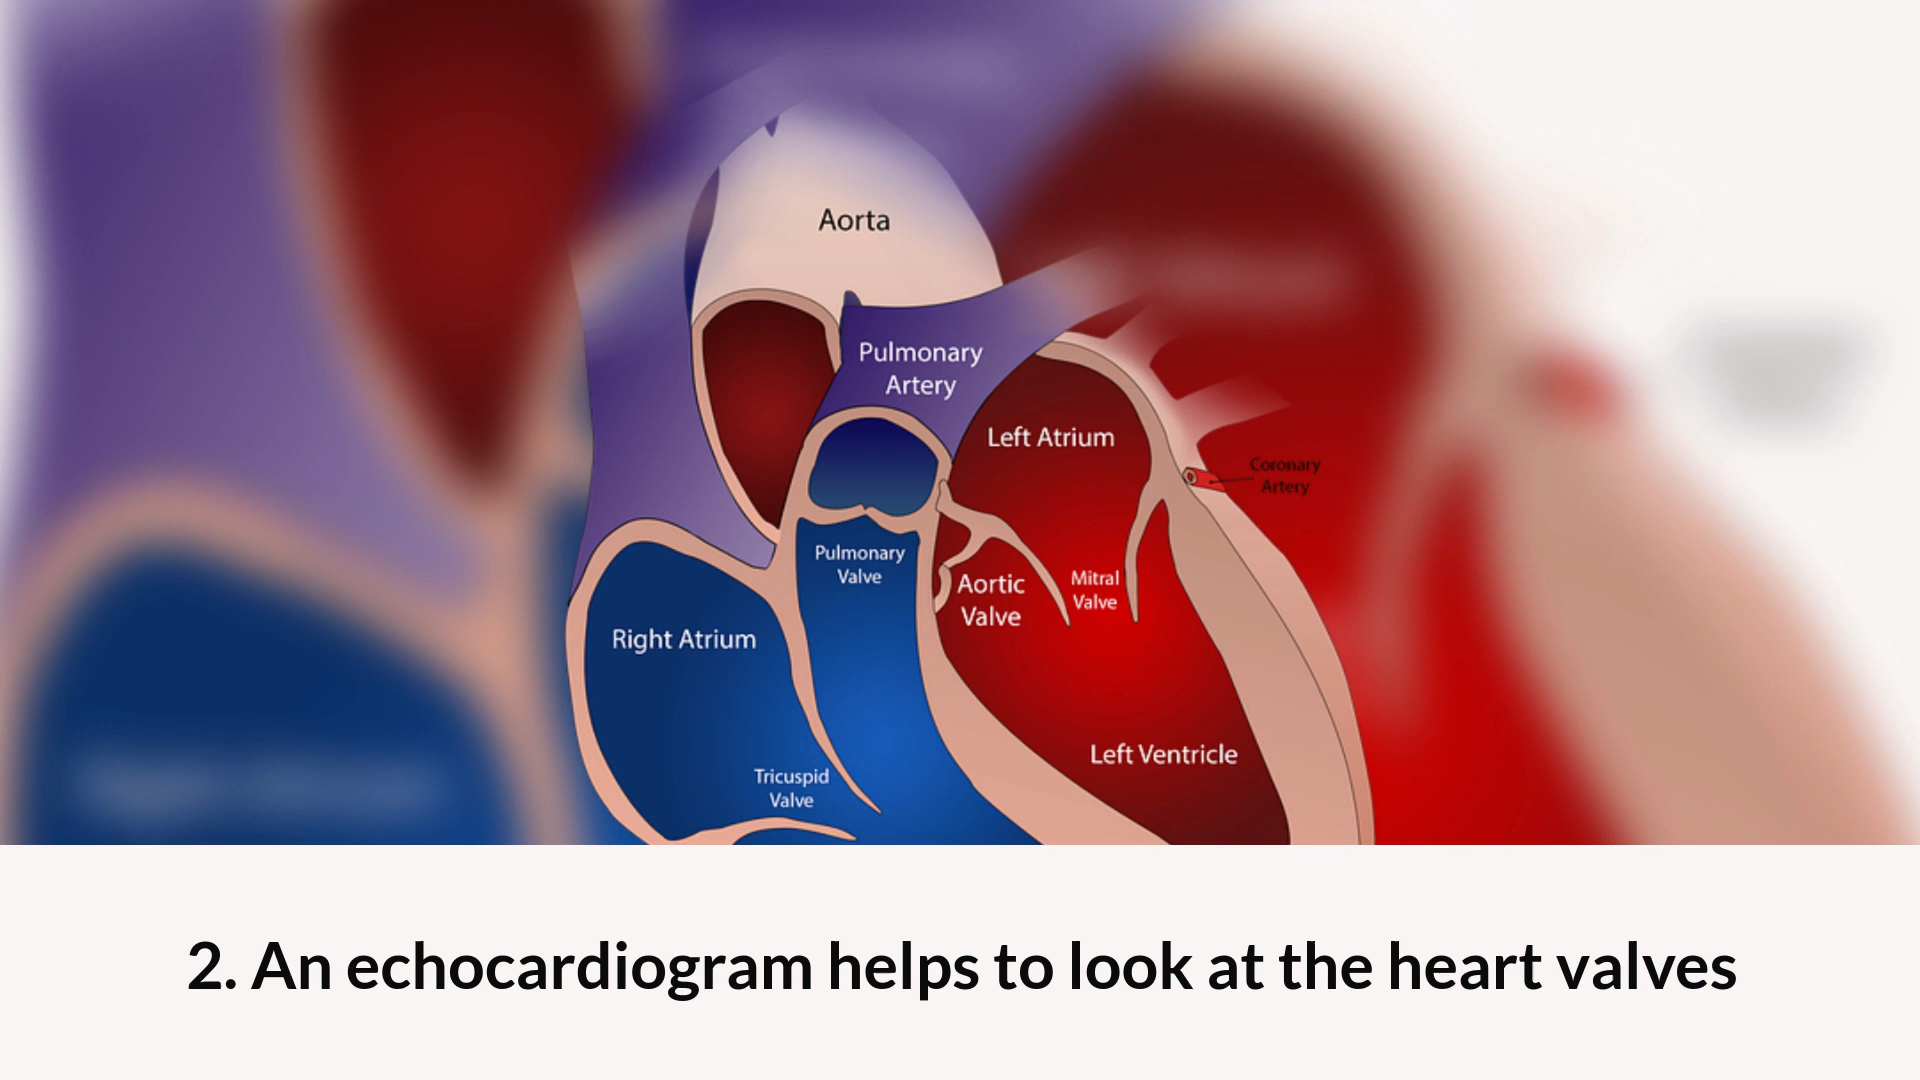 Aorta
Pulmonary
Artery
Left Atrium
Coronary
Artery
Pulmonary
Valve
Aortic
Valve
Mitral
Valve
Right Atrium
Left Ventricle
Tricuspid
Valve
2. An echocardiogram helps to look at the heart valves